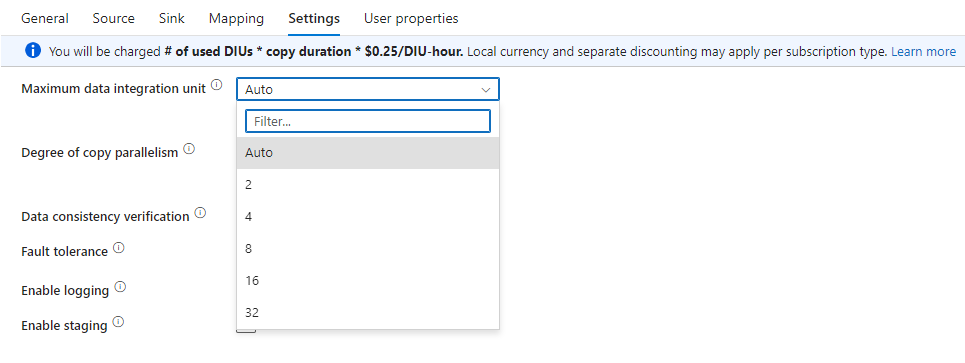 General Source Sink Mapping Settings User properties
You will be charged # of used DIUs * copy duration * $0.25/DIU-hour. Local currency and separate discounting may apply per subscription type. Learn more
Maximum data integration unit
Auto
Filter...
Degree of copy parallelism
Auto
2
Data consistency verification
4
Fault tolerance
8
Enable logging
16
Enable staging
32